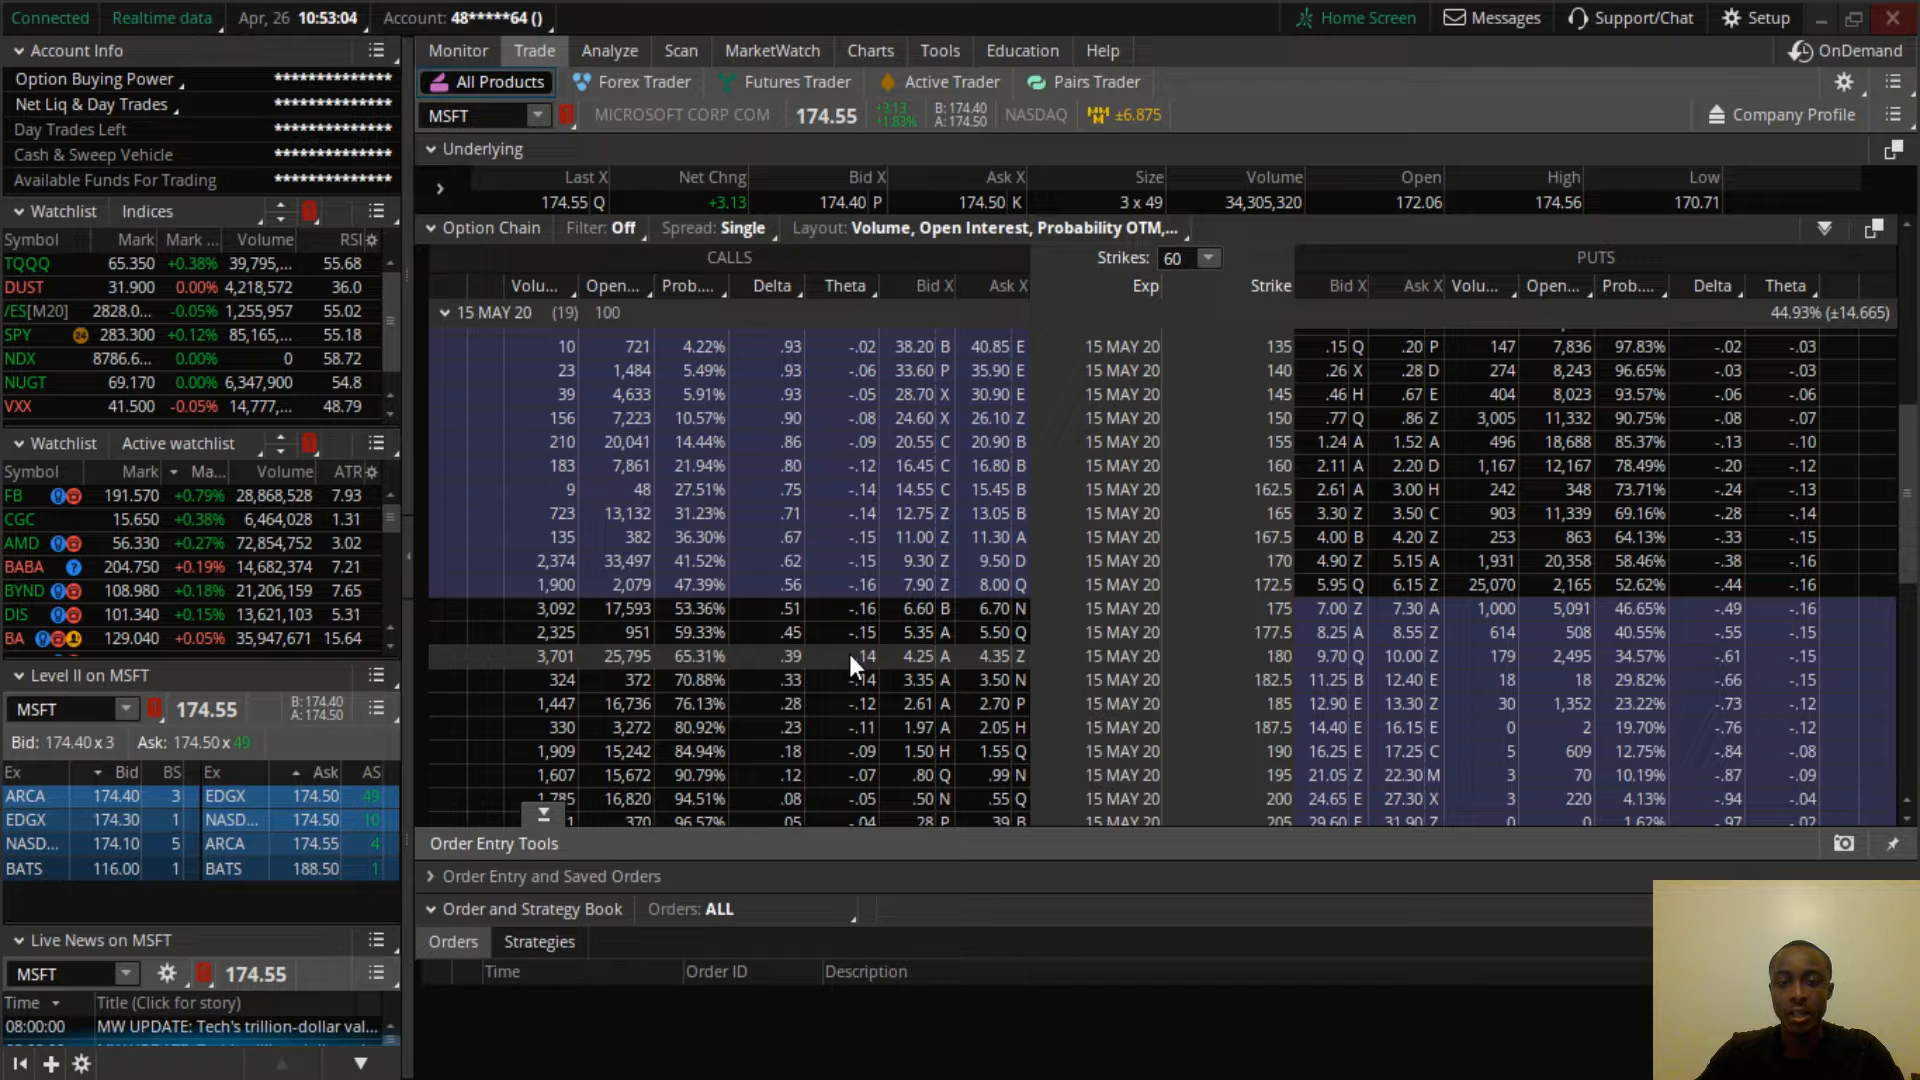 Connected Realtime data Apr, 26 10:53:04 Account: 48*****64 () Home Screen Messages Support/Chat Setup
Account Info
Option Buying Power **************
Net Liq & Day Trades **************
Day Trades Left **************
Cash & Sweep Vehicle **************
Available Funds For Trading **************
Watchlist Indices
Symbol Mark Mark ... Volume RSI
TQQQ 65.350 +0.38% 39,795,... 55.68
DUST 31.900 0.00% 4,218,572 36.0
/ES[M20] 2828.0... -0.05% 1,255,957 55.02
SPY 283.300 +0.12% 85,165,... 55.18
NDX 8786.6... 0.00% 0 58.72
NUGT 69.170 0.00% 6,347,900 54.8
VXX 41.500 -0.05% 14,777,... 48.79
Watchlist Active watchlist
Symbol Mark Ma... Volume ATR
FB 191.570 +0.79% 28,868,528 7.93
CGC 15.650 +0.38% 6,464,028 1.31
AMD 56.330 +0.27% 72,854,752 3.02
BABA 204.750 +0.19% 14,682,374 7.21
BYND 108.980 +0.18% 21,206,159 7.65
DIS 101.340 +0.15% 13,621,103 5.31
BA 129.040 +0.05% 35,947,671 15.64
Level II on MSFT
MSFT 174.55 B: 174.40 A: 174.50
Bid: 174.40 x 3 Ask: 174.50 x 49
Ex Bid BS Ex Ask AS
ARCA 174.40 3 EDGX 174.50 49
EDGX 174.30 1 NASD... 174.50 10
NASD... 174.10 5 ARCA 174.55 4
BATS 116.00 1 BATS 188.50 1
Live News on MSFT
MSFT 174.55
Time Title (Click for story)
08:00:00 MW UPDATE: Tech's trillion-dollar val...
Monitor Trade Analyze Scan MarketWatch Charts Tools Education Help OnDemand
All Products Forex Trader Futures Trader Active Trader Pairs Trader
MSFT MICROSOFT CORP COM 174.55 +3.13 +1.83% B: 174.40 A: 174.50 NASDAQ ±6.875 Company Profile
Underlying
Last X Net Chng Bid X Ask X Size Volume Open High Low
174.55 Q +3.13 174.40 P 174.50 K 3 x 49 34,305,320 172.06 174.56 170.71
Option Chain Filter: Off Spread: Single Layout: Volume, Open Interest, Probability OTM,...
CALLS Strikes: 60 PUTS
Volu... Open... Prob.... Delta Theta Bid X Ask X Exp Strike Bid X Ask X Volu... Open... Prob.... Delta Theta
15 MAY 20 (19) 100 44.93% (±14.665)
10 721 4.22% .93 -.02 38.20 B 40.85 E 15 MAY 20 135 .15 Q .20 P 147 7,836 97.83% -.02 -.03
23 1,484 5.49% .93 -.06 33.60 P 35.90 E 15 MAY 20 140 .26 X .28 D 274 8,243 96.65% -.03 -.03
39 4,633 5.91% .93 -.05 28.70 X 30.90 E 15 MAY 20 145 .46 H .67 E 404 8,023 93.57% -.06 -.06
156 7,223 10.57% .90 -.08 24.60 X 26.10 Z 15 MAY 20 150 .77 Q .86 Z 3,005 11,332 90.75% -.08 -.07
210 20,041 14.44% .86 -.09 20.55 C 20.90 B 15 MAY 20 155 1.24 A 1.52 A 496 18,688 85.37% -.13 -.10
183 7,861 21.94% .80 -.12 16.45 C 16.80 B 15 MAY 20 160 2.11 A 2.20 D 1,167 12,167 78.49% -.20 -.12
9 48 27.51% .75 -.14 14.55 C 15.45 B 15 MAY 20 162.5 2.61 A 3.00 H 242 348 73.71% -.24 -.13
723 13,132 31.23% .71 -.14 12.75 Z 13.05 B 15 MAY 20 165 3.30 Z 3.50 C 903 11,339 69.16% -.28 -.14
135 382 36.30% .67 -.15 11.00 Z 11.30 A 15 MAY 20 167.5 4.00 B 4.20 Z 253 863 64.13% -.33 -.15
2,374 33,497 41.52% .62 -.15 9.30 Z 9.50 D 15 MAY 20 170 4.90 Z 5.15 A 1,931 20,358 58.46% -.38 -.16
1,900 2,079 47.39% .56 -.16 7.90 Z 8.00 Q 15 MAY 20 172.5 5.95 Q 6.15 Z 25,070 2,165 52.62% -.44 -.16
3,092 17,593 53.36% .51 -.16 6.60 B 6.70 N 15 MAY 20 175 7.00 Z 7.30 A 1,000 5,091 46.65% -.49 -.16
2,325 951 59.33% .45 -.15 5.35 A 5.50 Q 15 MAY 20 177.5 8.25 A 8.55 Z 614 508 40.55% -.55 -.15
3,701 25,795 65.31% .39 14 4.25 A 4.35 Z 15 MAY 20 180 9.70 Q 10.00 Z 179 2,495 34.57% -.61 -.15
324 372 70.88% .33 -.14 3.35 A 3.50 N 15 MAY 20 182.5 11.25 B 12.40 E 18 18 29.82% -.66 -.15
1,447 16,736 76.13% .28 -.12 2.61 A 2.70 P 15 MAY 20 185 12.90 E 13.30 Z 30 1,352 23.22% -.73 -.12
330 3,272 80.92% .23 -.11 1.97 A 2.05 H 15 MAY 20 187.5 14.40 E 16.15 E 0 2 19.70% -.76 -.12
1,909 15,242 84.94% .18 -.09 1.50 H 1.55 Q 15 MAY 20 190 16.25 E 17.25 C 5 609 12.75% -.84 -.08
1,607 15,672 90.79% .12 -.07 .80 Q .99 N 15 MAY 20 195 21.05 Z 22.30 M 3 70 10.19% -.87 -.09
1,785 16,820 94.51% .08 -.05 .50 N .55 Q 15 MAY 20 200 24.65 E 27.30 X 3 220 4.13% -.94 -.04
1 370 96.57% .05 -.04 .28 P .39 B 15 MAY 20 205 29.60 E 31.90 Z 0 0 1.62% -.97 -.02
Order Entry Tools
Order Entry and Saved Orders
Order and Strategy Book Orders: ALL
Orders Strategies
Time Order ID Description